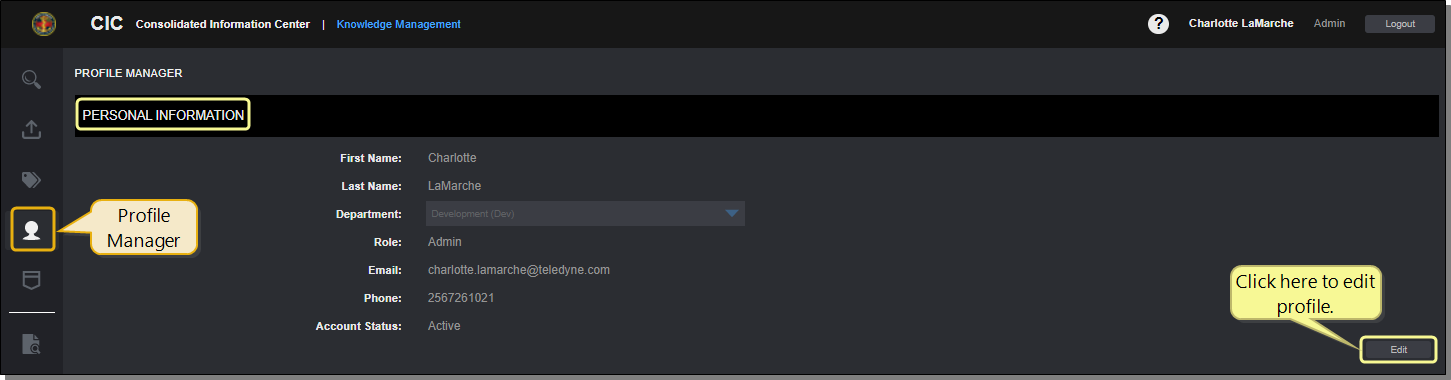 CIC Consolidated Information Center | Knowledge Management ? Charlotte LaMarche Admin Logout
PROFILE MANAGER
PERSONAL INFORMATION
First Name: Charlotte
Last Name: LaMarche
Department: Development (Dev)
Profile
Manager
Role: Admin
Email: charlotte.lamarche@teledyne.com
Phone: 2567261021
Account Status: Active
Click here to edit
profile.
Edit